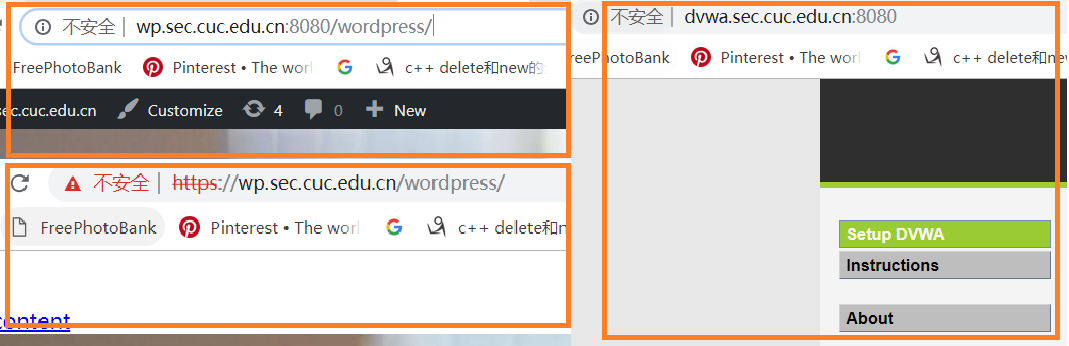 不安全 | wp.sec.cuc.edu.cn:8080/wordpress/
FreePhotoBank Pinterest • The worl c++ delete和new的
sec.cuc.edu.cn Customize 4 0 New
不安全 | https://wp.sec.cuc.edu.cn/wordpress/
FreePhotoBank Pinterest • The worl c++ delete和n
content
不安全 | dvwa.sec.cuc.edu.cn:8080
FreePhotoBank Pinterest • The worl c++ delete和new
Setup DVWA
Instructions
About